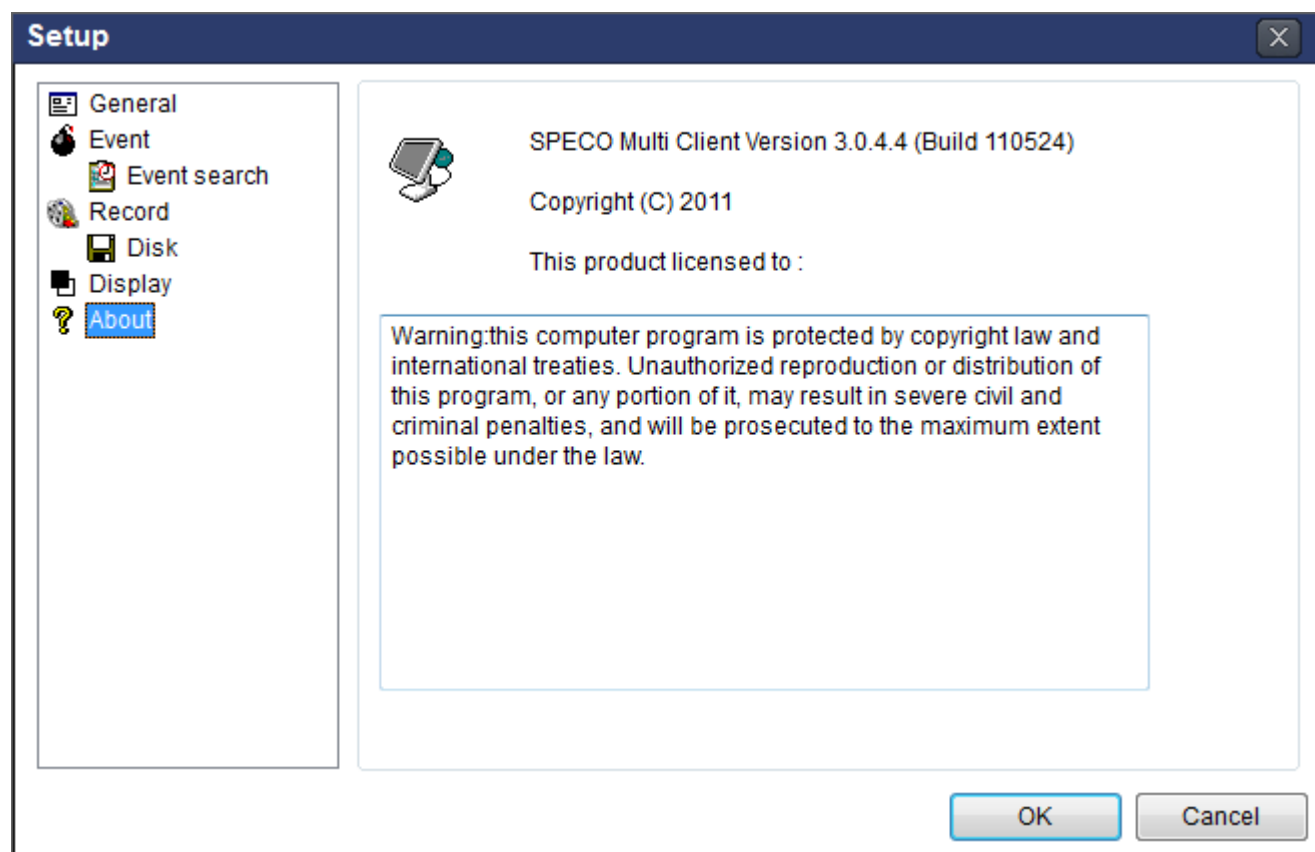 Setup
General
Event
Event search
Record
Disk
Display
About
SPECO Multi Client Version 3.0.4.4 (Build 110524)
Copyright (C) 2011
This product licensed to :
Warning:this computer program is protected by copyright law and
international treaties. Unauthorized reproduction or distribution of
this program, or any portion of it, may result in severe civil and
criminal penalties, and will be prosecuted to the maximum extent
possible under the law.
OK
Cancel